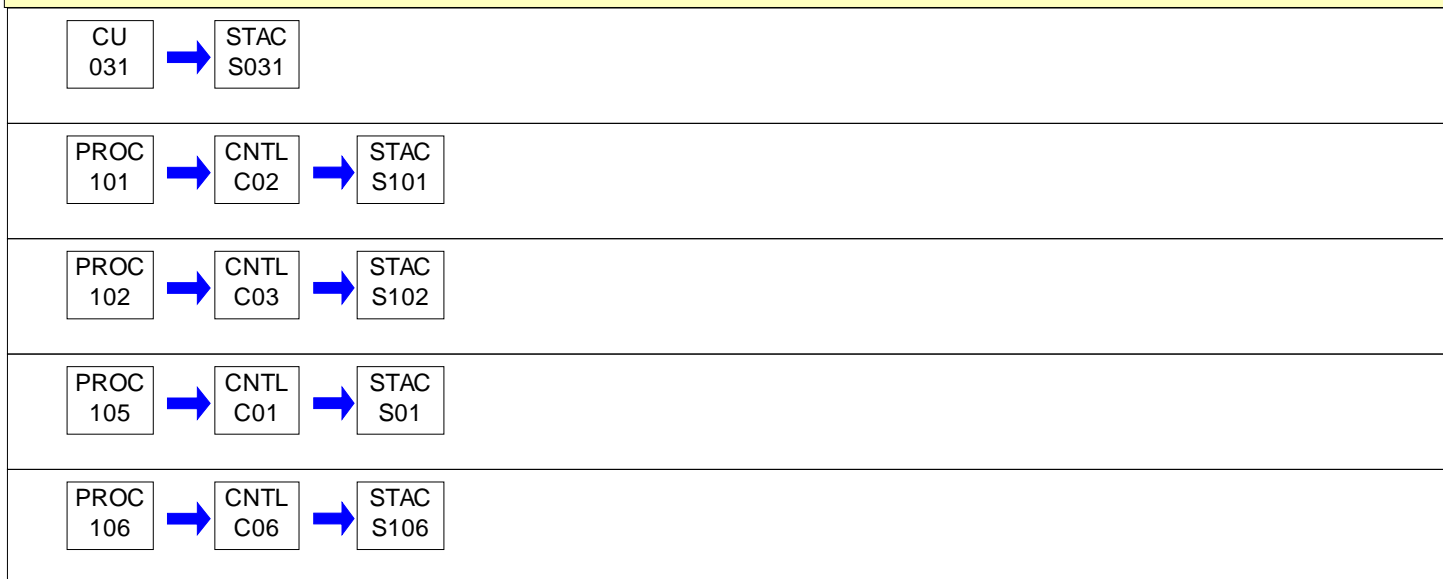 CU STAC
031 S031
PROC CNTL STAC
101 C02 S101
PROC CNTL STAC
102 C03 S102
PROC CNTL STAC
105 C01 S01
PROC CNTL STAC
106 C06 S106